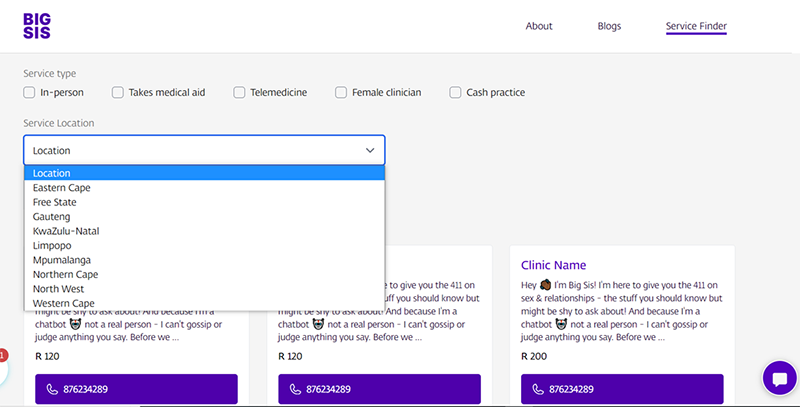 BIG
SIS
About Blogs Service Finder
Service type
In-person Takes medical aid Telemedicine Female clinician Cash practice
Service Location
Location
Location
Eastern Cape
Free State
Gauteng
KwaZulu-Natal
Limpopo
Mpumalanga
Northern Cape
North West
Western Cape
might be shy to ask about! And because I'm a
chatbot 🤖 not a real person - I can't gossip or
judge anything you say. Before we ...
R 120
876234289
to give you the 411 on
stuff you should know but
might be shy to ask about! And because I'm a
chatbot 🤖 not a real person - I can't gossip or
judge anything you say. Before we ...
R 120
876234289
Clinic Name
Hey 👋🏾 I'm Big Sis! I'm here to give you the 411 on
sex & relationships - the stuff you should know but
might be shy to ask about! And because I'm a
chatbot 🤖 not a real person - I can't gossip or
judge anything you say. Before we ...
R 200
876234289
1